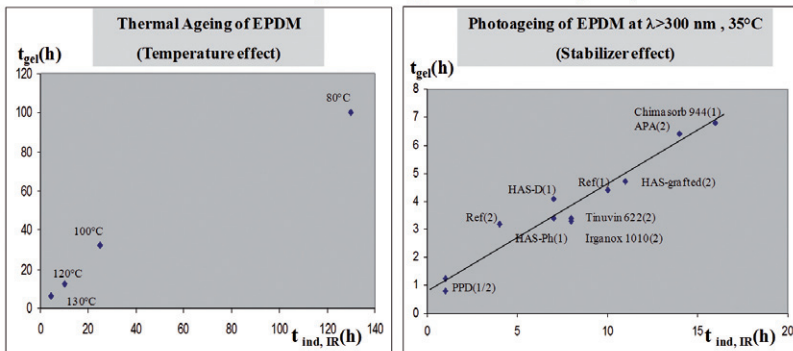 Thermal Ageing of EPDM
(Temperature effect)
t gel(h)
120
100
80
60
40
20
0
80°C
100°C
120°C
130°C
0 20 40 60 80 100 120 140
t ind, IR(h)
Photoageing of EPDM at λ>300 nm , 35°C
(Stabilizer effect)
t gel(h)
8
7
6
5
4
3
2
1
0
Chimasorb 944(1)
APA(2)
HAS-D(1)
Ref(1)
HAS-grafted(2)
Ref(2)
Tinuvin 622(2)
HAS-Ph(1)
Irganox 1010(2)
PPD(1/2)
0 5 10 15 20
t ind, IR(h)